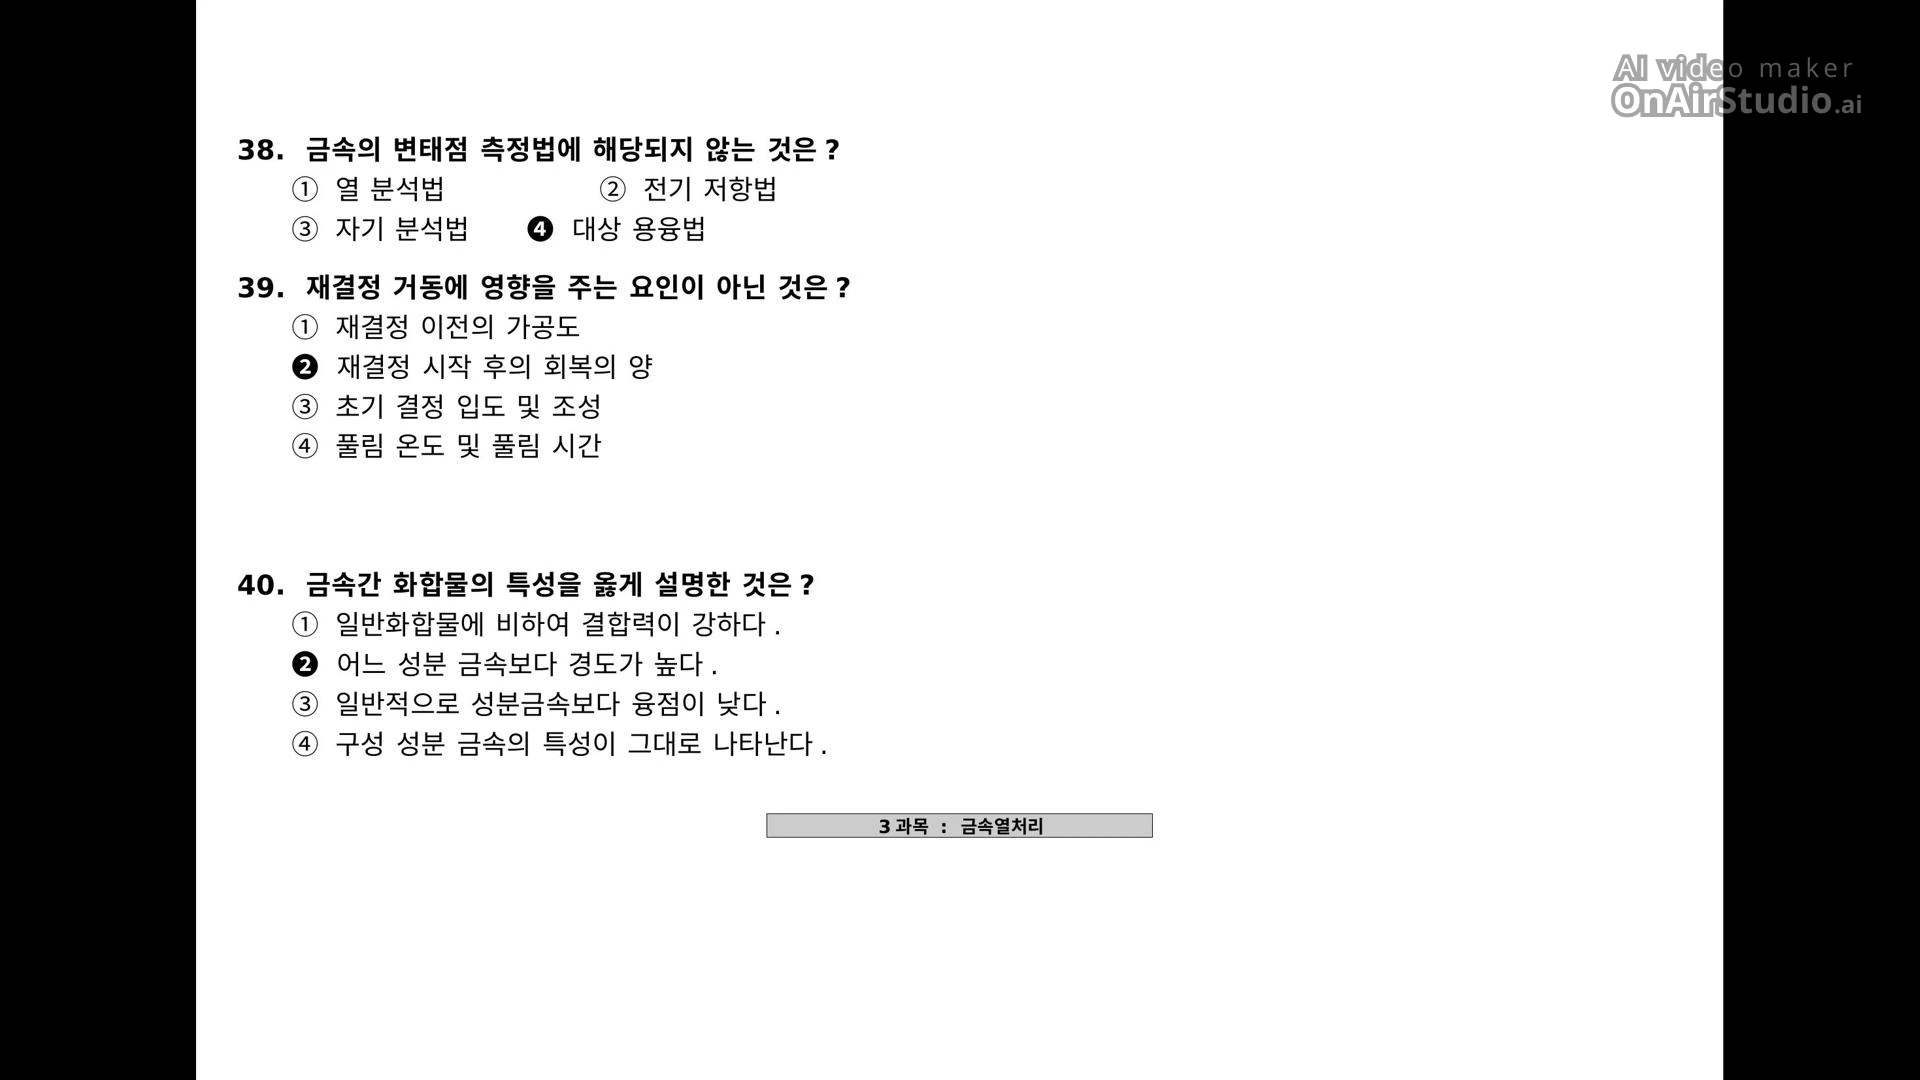 AI video maker
OnAirStudio.ai
38. 금속의 변태점 측정법에 해당되지 않는 것은?
① 열 분석법 ② 전기 저항법
③ 자기 분석법 ❹ 대상 용융법
39. 재결정 거동에 영향을 주는 요인이 아닌 것은?
① 재결정 이전의 가공도
❷ 재결정 시작 후의 회복의 양
③ 초기 결정 입도 및 조성
④ 풀림 온도 및 풀림 시간
40. 금속간 화합물의 특성을 옳게 설명한 것은?
① 일반화합물에 비하여 결합력이 강하다.
❷ 어느 성분 금속보다 경도가 높다.
③ 일반적으로 성분금속보다 융점이 낮다.
④ 구성 성분 금속의 특성이 그대로 나타난다.
3과목 : 금속열처리